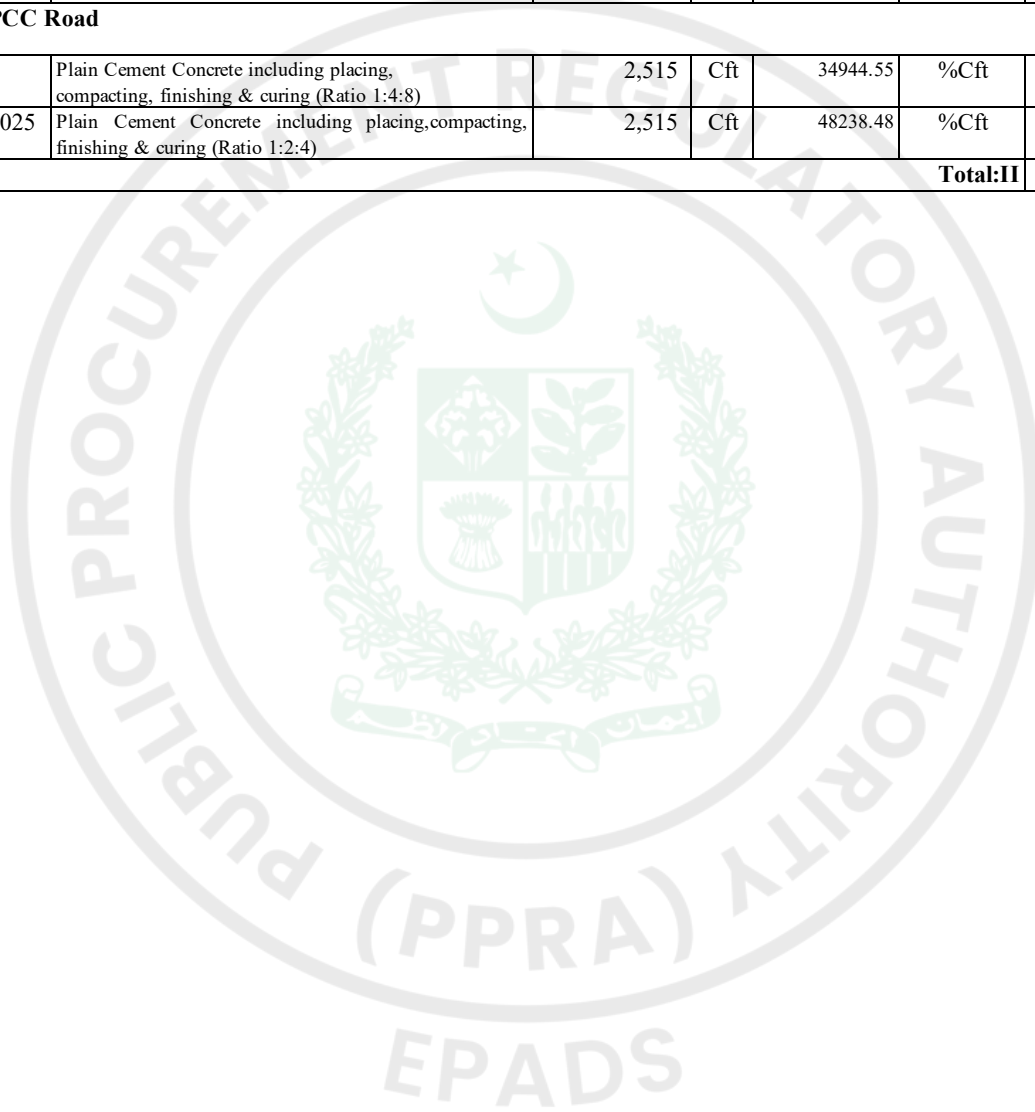 PCC Road
Plain Cement Concrete including placing, 2,515 Cft 34944.55 %Cft
compacting, finishing & curing (Ratio 1:4:8)
025 Plain Cement Concrete including placing,compacting, 2,515 Cft 48238.48 %Cft
finishing & curing (Ratio 1:2:4)
Total:II
PUBLIC PROCUREMENT REGULATORY AUTHORITY
(PPRA)
EPADS